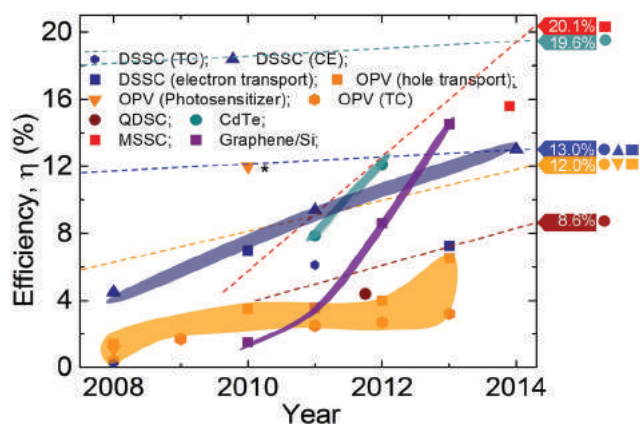 20
16
12
8
4
0
Efficiency, η (%)
DSSC (TC); DSSC (CE);
DSSC (electron transport); OPV (hole transport);
OPV (Photosensitizer); OPV (TC)
QDSC; CdTe;
MSSC; Graphene/Si;
*
20.1%
19.6%
13.0%
12.0%
8.6%
2008 2010 2012 2014
Year